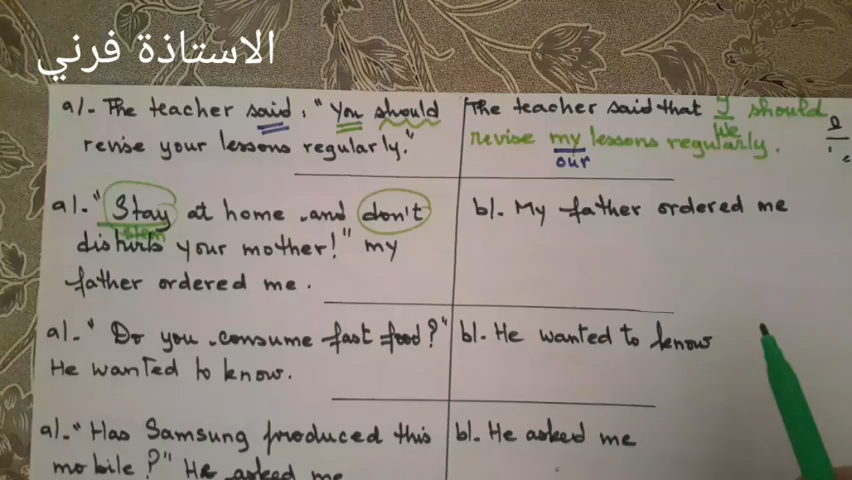 الاستاذة فرني
a/- The teacher said, "You should
revise your lessons regularly."
The teacher said that I should
we
revise my lessons regularly.
our
a/- "Stay at home and don't
stem
disturb your mother!" my
father ordered me.
b/. My father ordered me
a/- "Do you consume fast food?"
He wanted to know.
b/. He wanted to know
a/- "Has Samsung produced this
mobile?" He asked me
b/. He asked me